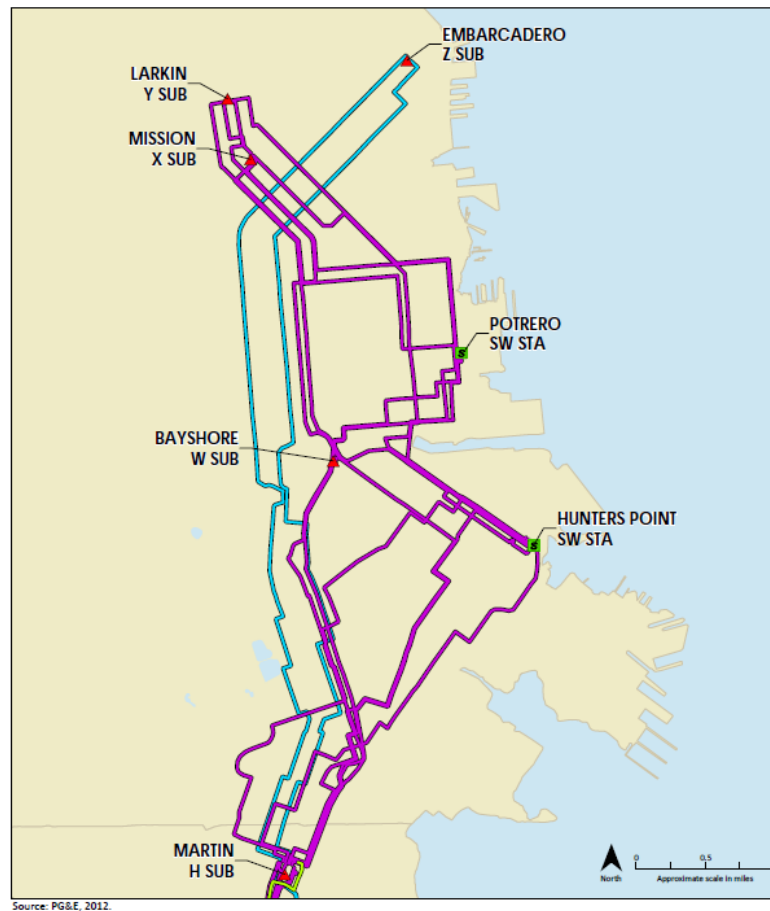 EMBARCADERO
Z SUB
LARKIN
Y SUB
MISSION
X SUB
POTRERO
SW STA
S
BAYSHORE
W SUB
HUNTERS POINT
SW STA
S
MARTIN
H SUB
0 0.5
North Approximate scale in miles
Source: PG&E, 2012.